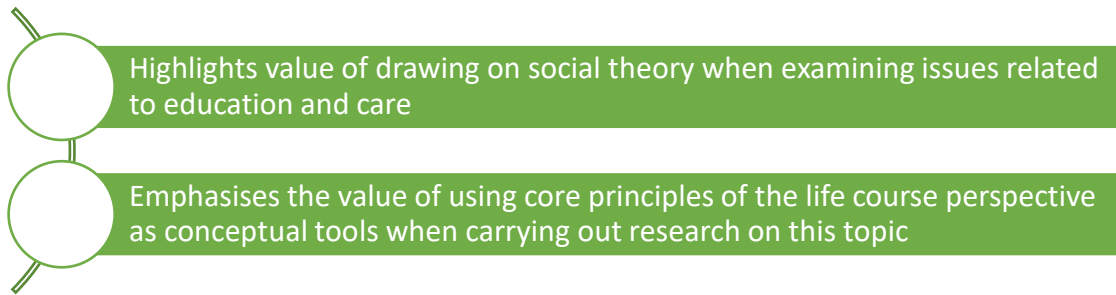 Highlights value of drawing on social theory when examining issues related
to education and care
Emphasises the value of using core principles of the life course perspective
as conceptual tools when carrying out research on this topic